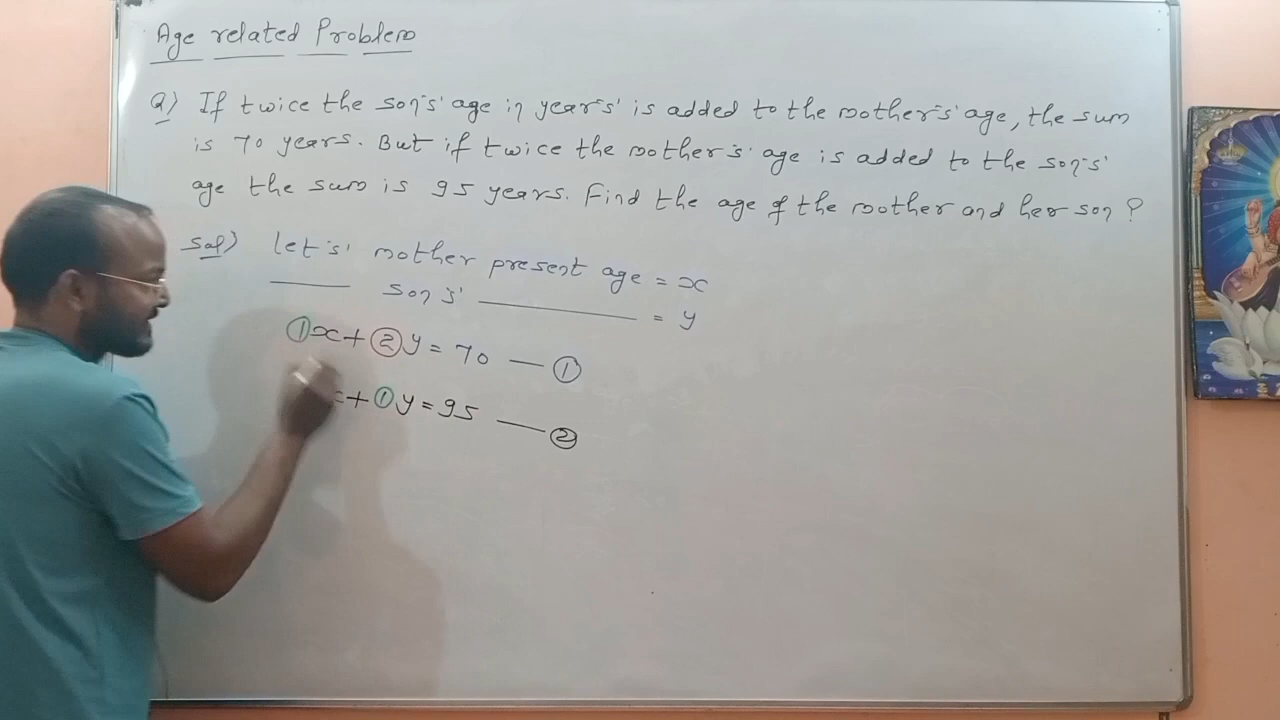 Age related Problem
Q) If twice the son's' age in year's' is added to the mother's' age, the sum
is 70 years. But if twice the mother's' age is added to the son's'
age the sum is 95 years. Find the age of the mother and her son ?
Sol) Let's' mother present age = x
son's' = y
①x + ②y = 70 — ①
+ ①y = 95 — ②